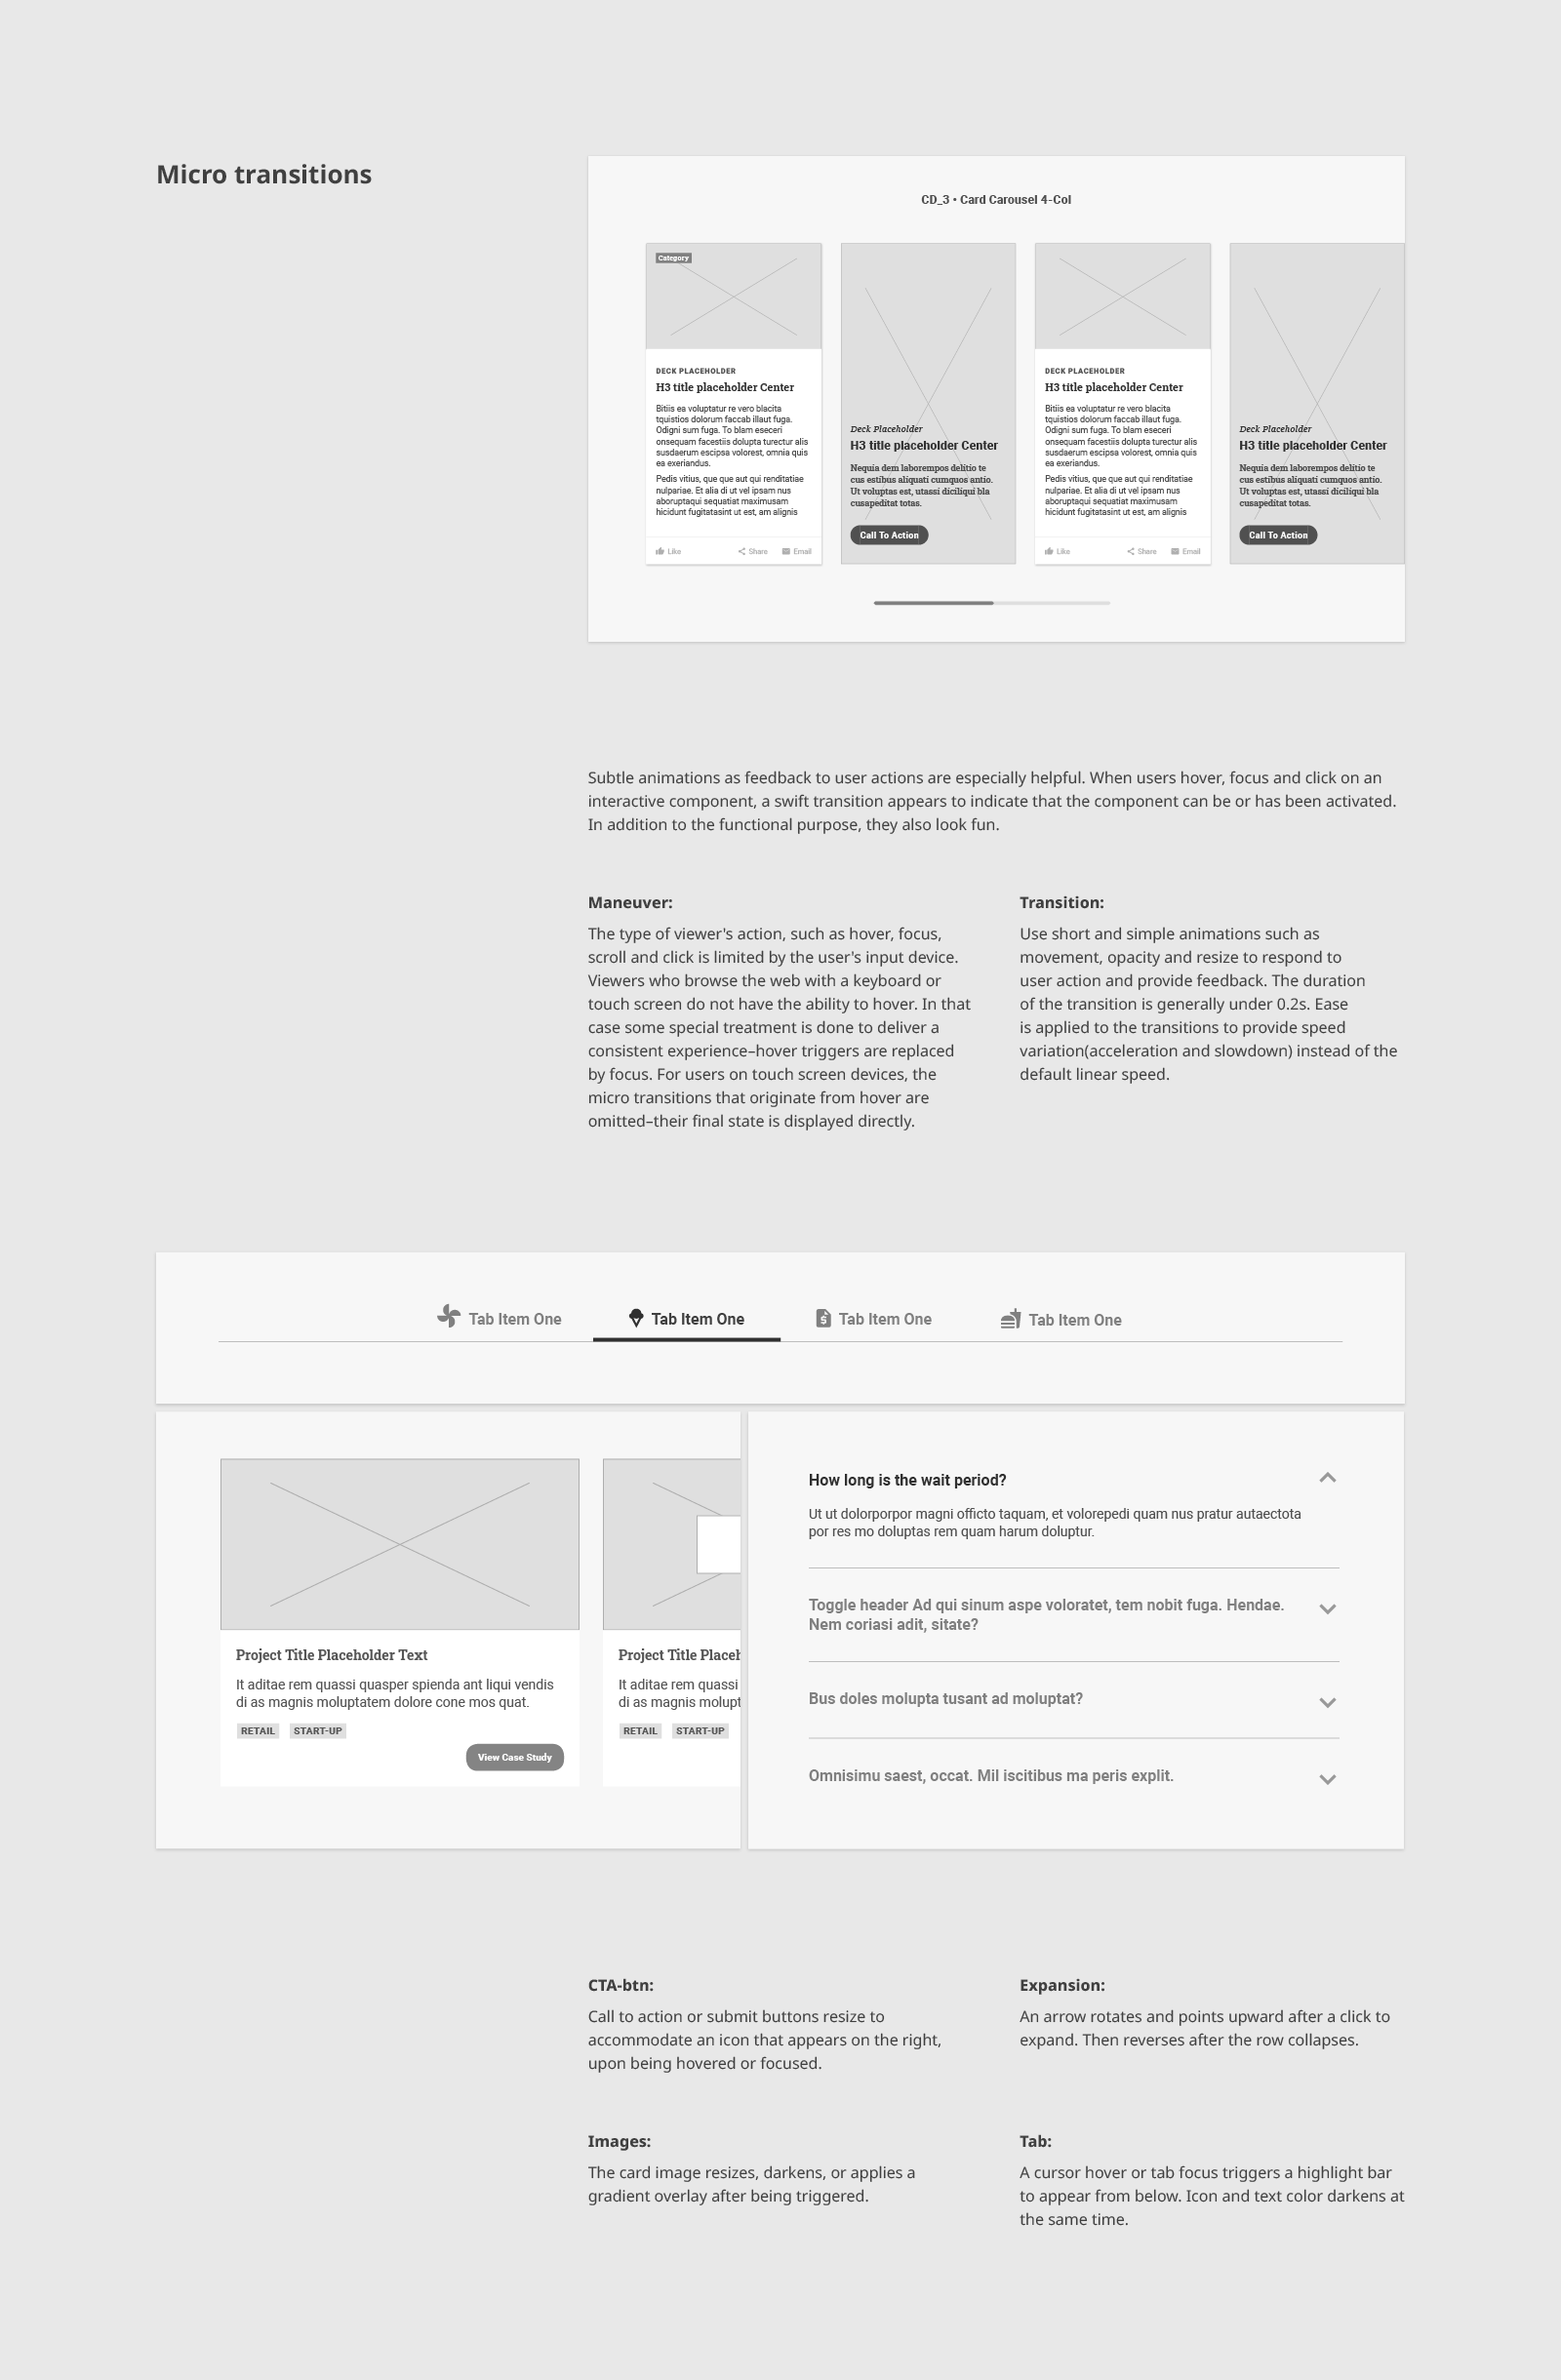 Micro transitions
CD_3 • Card Carousel 4-Col
Category
DECK PLACEHOLDER
H3 title placeholder Center
Bitiis ea voluptatur re vero blacita
tquistios dolorum faccab illaut fuga.
Odigni sum fuga. To blam eseceri
onsequam facestiis dolupta turectur alis
susdaerum escipsa volorest, omnia quis
ea exeriandus.
Pedis vitius, que que aut qui renditatiae
nulpariae. Et alia di ut vel ipsam nus
aboruptaqui sequatiat maximusam
hicidunt fugitatasint ut est, am alignis
Like
Share
Email
Deck Placeholder
H3 title placeholder Center
Nequia dem laborempos delitio te
cus estibus aliquati cumquos antio.
Ut voluptas est, utassi diciliqui bla
cusapeditat totas.
Call To Action
DECK PLACEHOLDER
H3 title placeholder Center
Bitiis ea voluptatur re vero blacita
tquistios dolorum faccab illaut fuga.
Odigni sum fuga. To blam eseceri
onsequam facestiis dolupta turectur alis
susdaerum escipsa volorest, omnia quis
ea exeriandus.
Pedis vitius, que que aut qui renditatiae
nulpariae. Et alia di ut vel ipsam nus
aboruptaqui sequatiat maximusam
hicidunt fugitatasint ut est, am alignis
Like
Share
Email
Deck Placeholder
H3 title placeholder Center
Nequia dem laborempos delitio te
cus estibus aliquati cumquos antio.
Ut voluptas est, utassi diciliqui bla
cusapeditat totas.
Call To Action
Subtle animations as feedback to user actions are especially helpful. When users hover, focus and click on an
interactive component, a swift transition appears to indicate that the component can be or has been activated.
In addition to the functional purpose, they also look fun.
Maneuver:
The type of viewer's action, such as hover, focus,
scroll and click is limited by the user's input device.
Viewers who browse the web with a keyboard or
touch screen do not have the ability to hover. In that
case some special treatment is done to deliver a
consistent experience–hover triggers are replaced
by focus. For users on touch screen devices, the
micro transitions that originate from hover are
omitted–their final state is displayed directly.
Transition:
Use short and simple animations such as
movement, opacity and resize to respond to
user action and provide feedback. The duration
of the transition is generally under 0.2s. Ease
is applied to the transitions to provide speed
variation(acceleration and slowdown) instead of the
default linear speed.
Tab Item One
Tab Item One
Tab Item One
Tab Item One
Project Title Placeholder Text
It aditae rem quassi quasper spienda ant liqui vendis
di as magnis moluptatem dolore cone mos quat.
RETAIL START-UP
View Case Study
Project Title Placeh
It aditae rem quassi
di as magnis molupt
RETAIL START-UP
How long is the wait period?
Ut ut dolorporpor magni officto taquam, et volorepedi quam nus pratur autaectota
por res mo doluptas rem quam harum doluptur.
Toggle header Ad qui sinum aspe voloratet, tem nobit fuga. Hendae.
Nem coriasi adit, sitate?
Bus doles molupta tusant ad moluptat?
Omnisimu saest, occat. Mil iscitibus ma peris explit.
CTA-btn:
Call to action or submit buttons resize to
accommodate an icon that appears on the right,
upon being hovered or focused.
Expansion:
An arrow rotates and points upward after a click to
expand. Then reverses after the row collapses.
Images:
The card image resizes, darkens, or applies a
gradient overlay after being triggered.
Tab:
A cursor hover or tab focus triggers a highlight bar
to appear from below. Icon and text color darkens at
the same time.